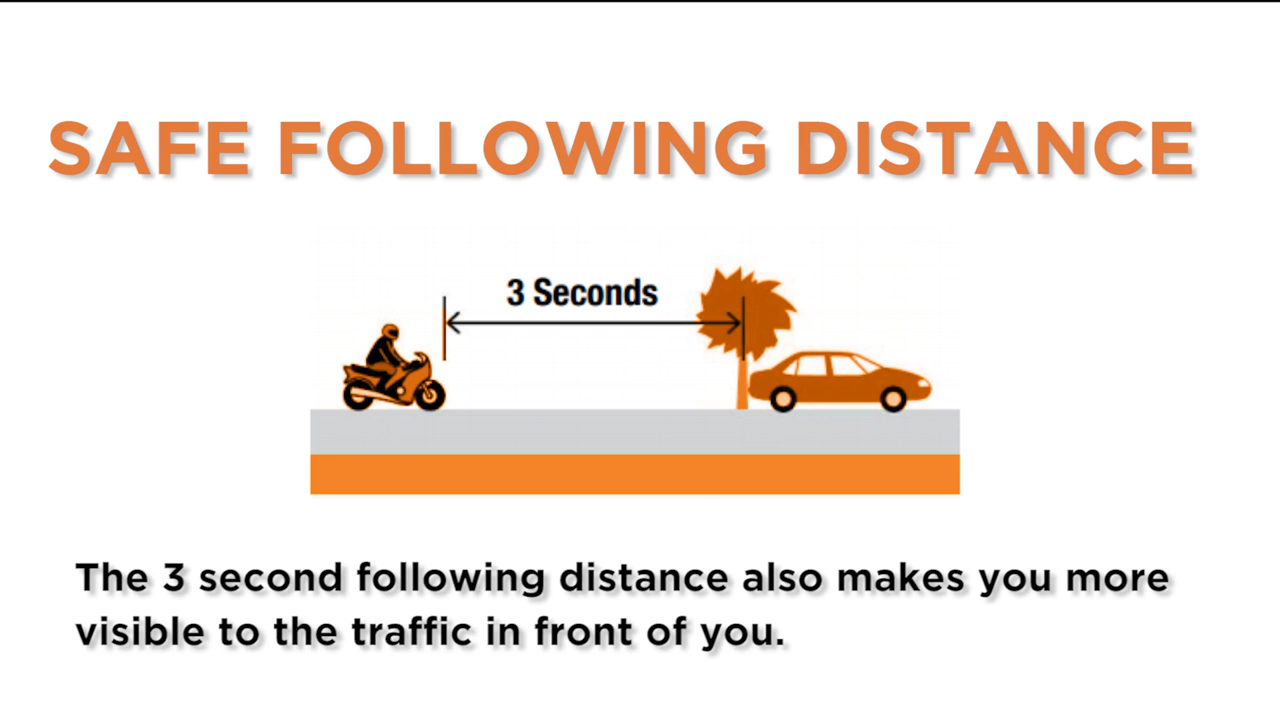 SAFE FOLLOWING DISTANCE
3 Seconds
The 3 second following distance also makes you more
visible to the traffic in front of you.